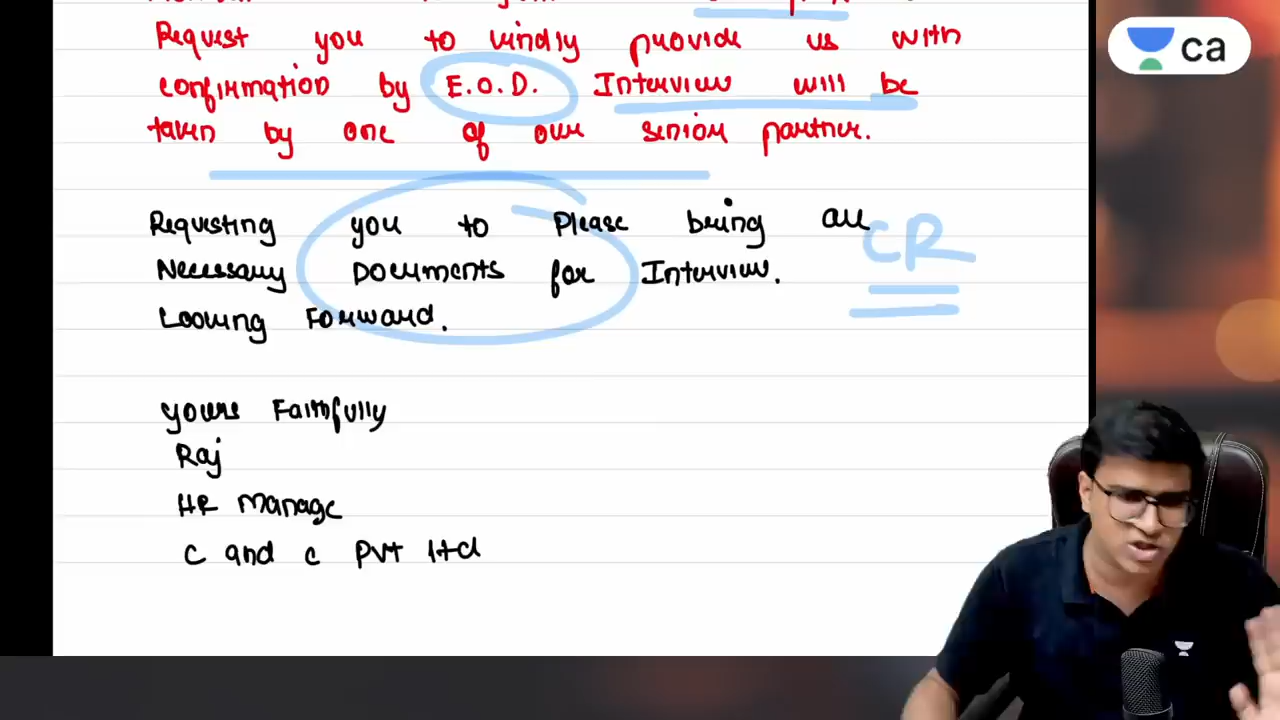 Request you to kindly provide us with
confirmation by E.O.D. Interview will be
taken by one of our senior partner.
Requesting you to Please being all
Necessary Documents for Interview.
Looking Forward.
CR
yours Faithfully
Raj
HR Manage
C and c Pvt ltd
ca